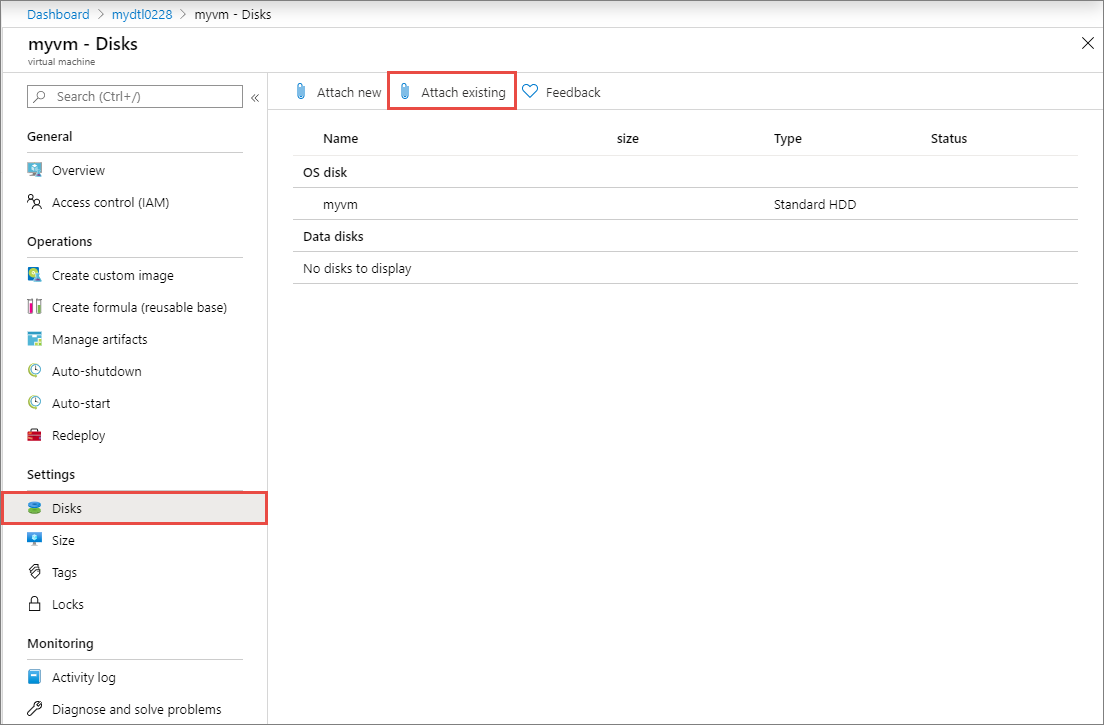 Dashboard > mydtl0228 > myvm - Disks
myvm - Disks
virtual machine
Search (Ctrl+/)
«
General
Overview
Access control (IAM)
Operations
Create custom image
Create formula (reusable base)
Manage artifacts
Auto-shutdown
Auto-start
Redeploy
Settings
Disks
Size
Tags
Locks
Monitoring
Activity log
Diagnose and solve problems
Attach new Attach existing Feedback
Name size Type Status
OS disk
myvm Standard HDD
Data disks
No disks to display